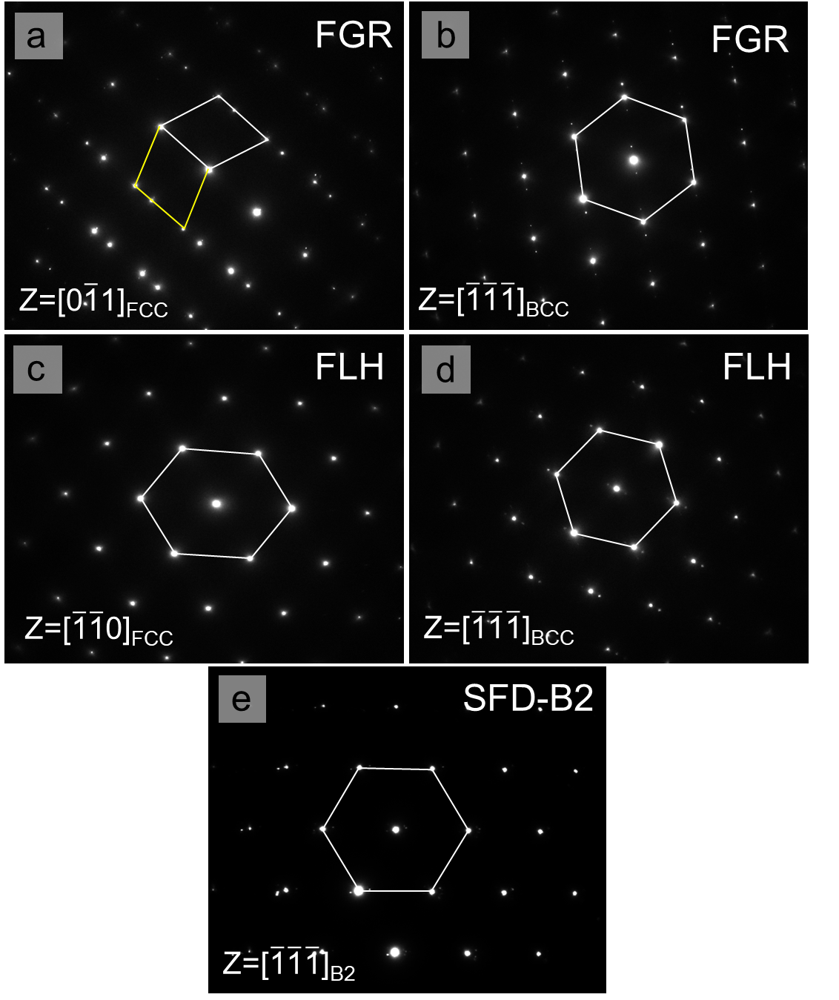 a
FGR
Z=[01̅1]FCC
b
FGR
Z=[1̅1̅1̅]BCC
c
FLH
Z=[1̅1̅0]FCC
d
FLH
Z=[1̅1̅1̅]BCC
e
SFD-B2
Z=[1̅1̅1̅]B2